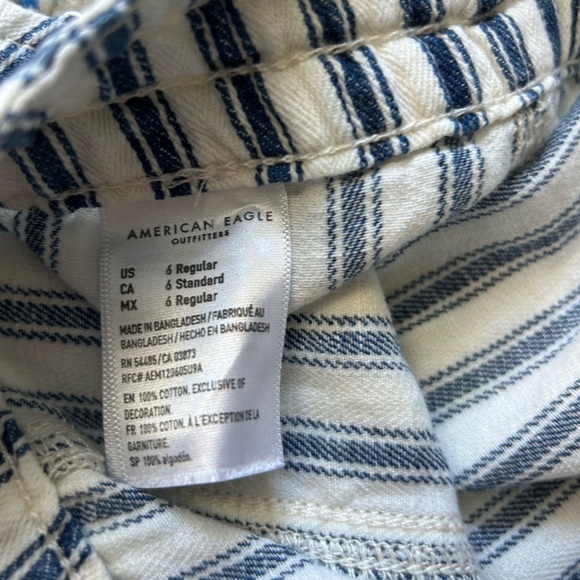 AMERICAN EAGLE
OUTFITTERS
US 6 Regular
CA 6 Standard
MX 6 Regular
MADE IN BANGLADESH / FABRIQUÉ AU
BANGLADESH / HECHO EN BANGLADESH
RN 54485 / CA 03873
RFC# AEM123605U9A
EN 100% COTTON. EXCLUSIVE OF
DECORATION.
FR: 100% COTON. À L'EXCEPTION DE LA
GARNITURE.
SP 100% algodón.